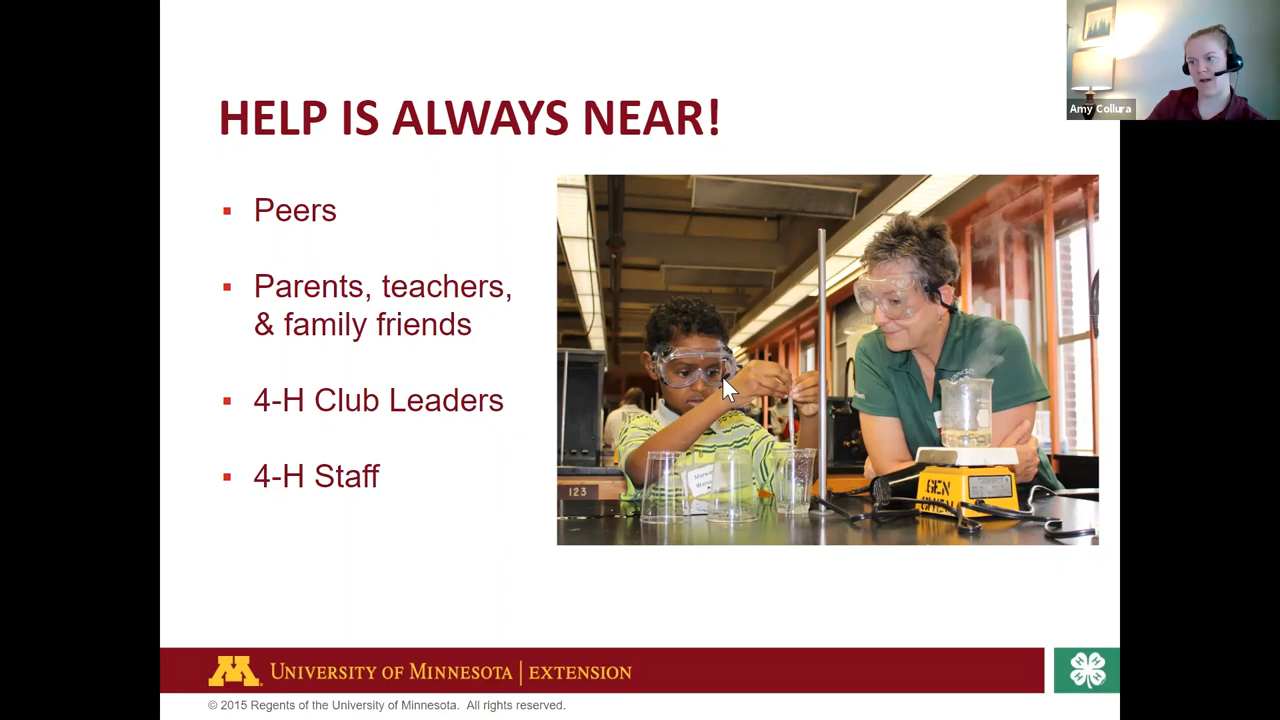 HELP IS ALWAYS NEAR!
Amy Collura
▪ Peers
▪ Parents, teachers,
& family friends
▪ 4-H Club Leaders
▪ 4-H Staff
123
M. UNIVERSITY OF MINNESOTA | EXTENSION
H H H H
© 2015 Regents of the University of Minnesota. All rights reserved.